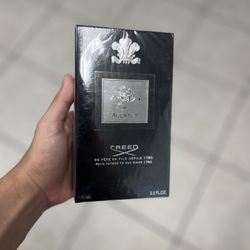 AVENTUS
CREED
DE PÈRE EN FILS DEPUIS 1760
FROM FATHER TO SON SINCE 1760
3.3 FL.OZ.